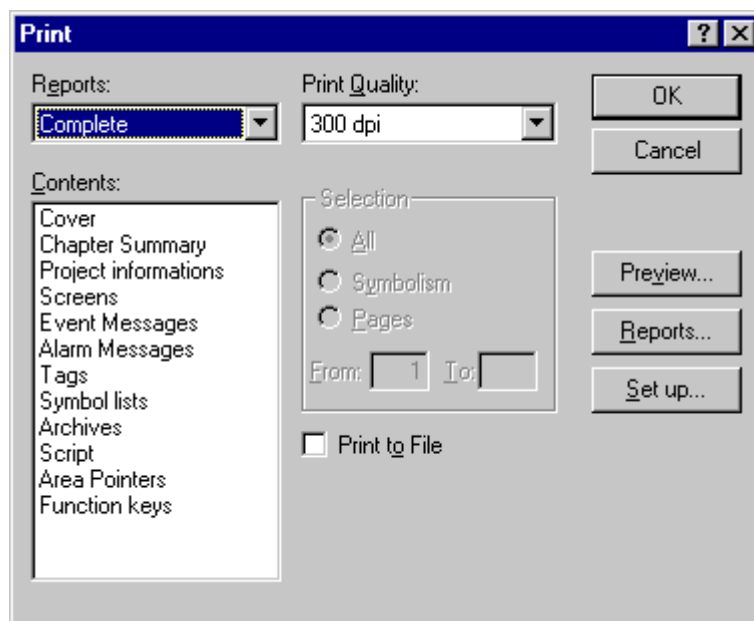 Print
Reports:
Complete
Contents:
Cover
Chapter Summary
Project informations
Screens
Event Messages
Alarm Messages
Tags
Symbol lists
Archives
Script
Area Pointers
Function keys
Print Quality:
300 dpi
Selection
All
Symbolism
Pages
From: 1 To:
Print to File
OK
Cancel
Preview...
Reports...
Set up...